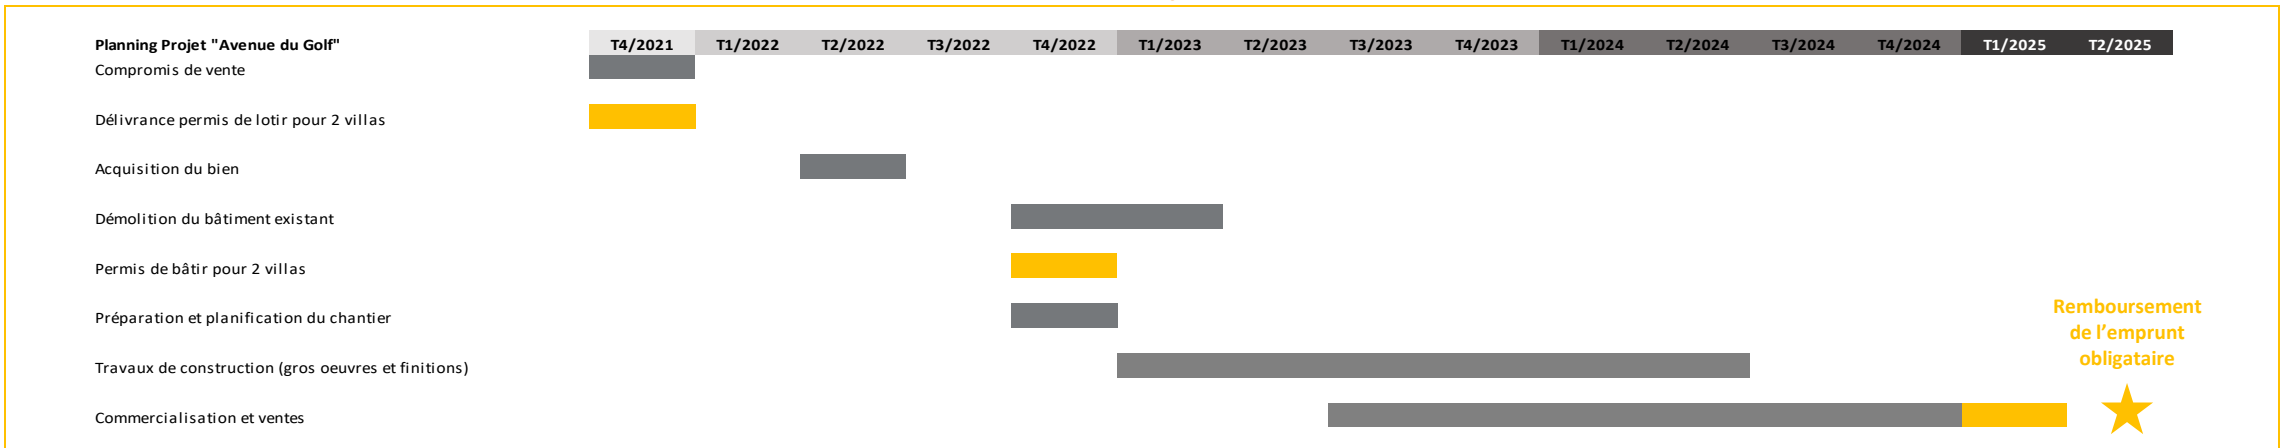 Planning Projet "Avenue du Golf" T4/2021 T1/2022 T2/2022 T3/2022 T4/2022 T1/2023 T2/2023 T3/2023 T4/2023 T1/2024 T2/2024 T3/2024 T4/2024 T1/2025 T2/2025
Compromis de vente
Délivrance permis de lotir pour 2 villas
Acquisition du bien
Démolition du bâtiment existant
Permis de bâtir pour 2 villas
Préparation et planification du chantier
Travaux de construction (gros oeuvres et finitions)
Commercialisation et ventes
Remboursement
de l’emprunt
obligataire